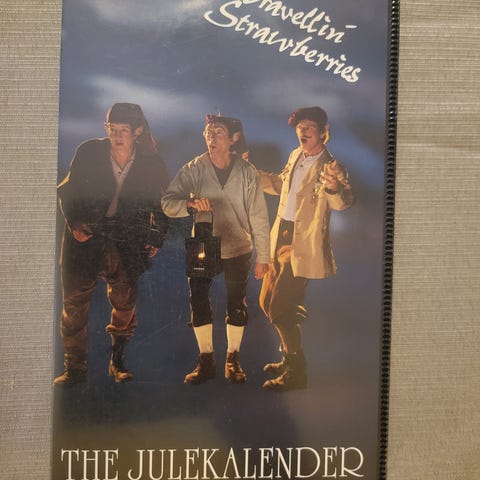 Travellin'
Strawberries
THE JULEKALENDER